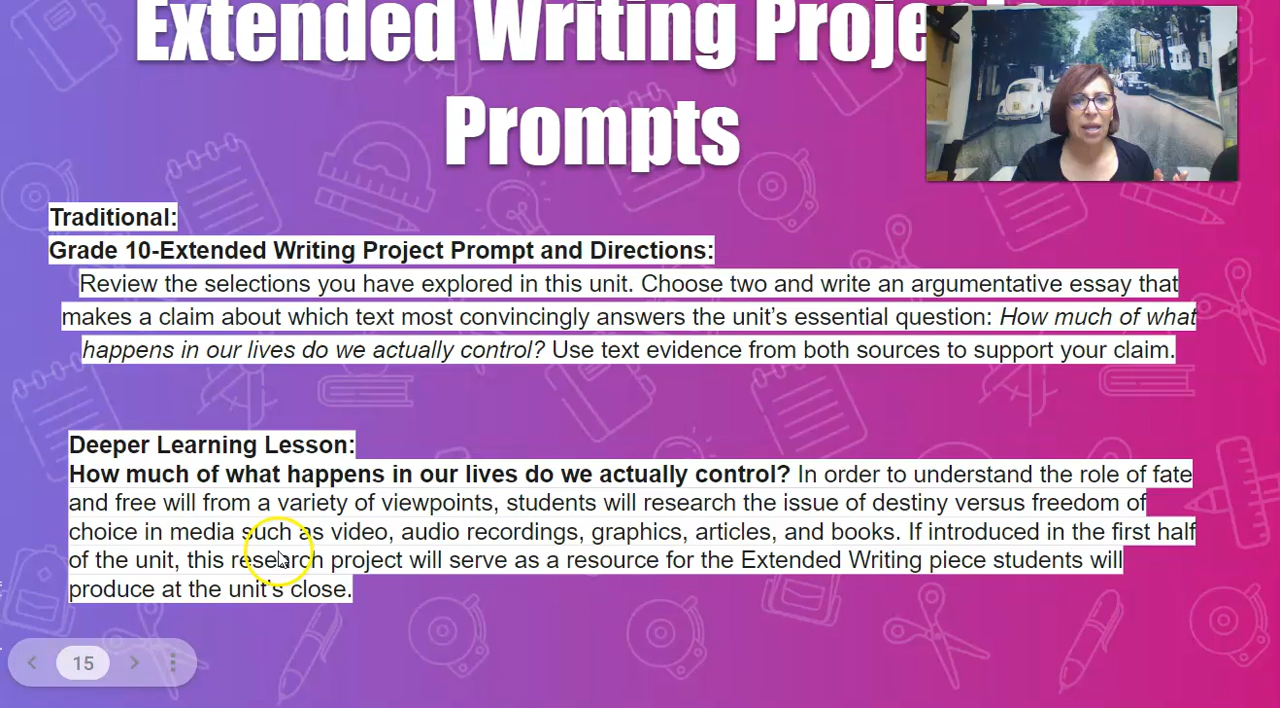 Extended Writing Proje
Prompts
Traditional:
Grade 10-Extended Writing Project Prompt and Directions:
Review the selections you have explored in this unit. Choose two and write an argumentative essay that
makes a claim about which text most convincingly answers the unit’s essential question: How much of what
happens in our lives do we actually control? Use text evidence from both sources to support your claim.
Deeper Learning Lesson:
How much of what happens in our lives do we actually control? In order to understand the role of fate
and free will from a variety of viewpoints, students will research the issue of destiny versus freedom of
choice in media such as video, audio recordings, graphics, articles, and books. If introduced in the first half
of the unit, this research project will serve as a resource for the Extended Writing piece students will
produce at the unit’s close.
15